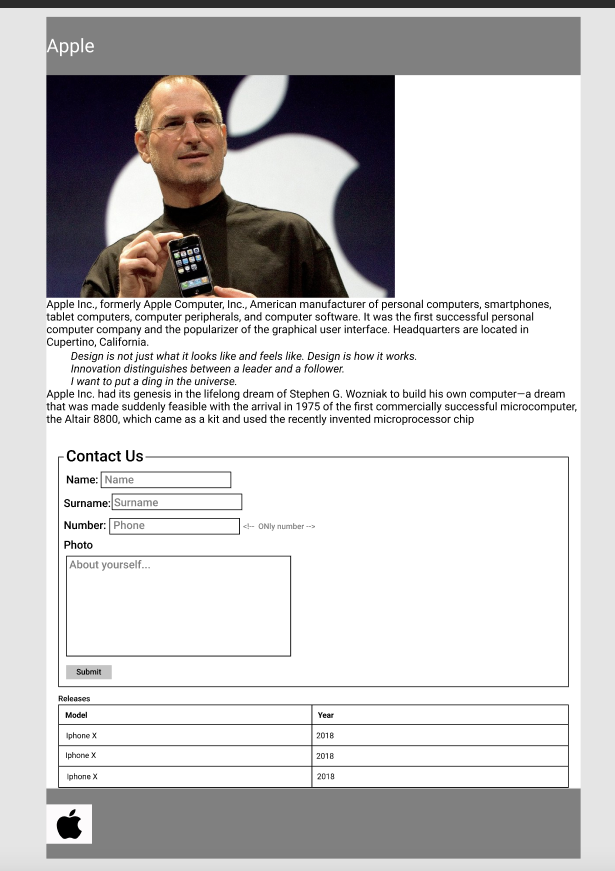 Apple
Apple Inc., formerly Apple Computer, Inc., American manufacturer of personal computers, smartphones,
tablet computers, computer peripherals, and computer software. It was the first successful personal
computer company and the popularizer of the graphical user interface. Headquarters are located in
Cupertino, California.
Design is not just what it looks like and feels like. Design is how it works.
Innovation distinguishes between a leader and a follower.
I want to put a ding in the universe.
Apple Inc. had its genesis in the lifelong dream of Stephen G. Wozniak to build his own computer—a dream
that was made suddenly feasible with the arrival in 1975 of the first commercially successful microcomputer,
the Altair 8800, which came as a kit and used the recently invented microprocessor chip
Contact Us
Name: Name
Surname: Surname
Number: Phone <!-- ONly number -->
Photo
About yourself...
Submit
Releases
Model Year
Iphone X 2018
Iphone X 2018
Iphone X 2018